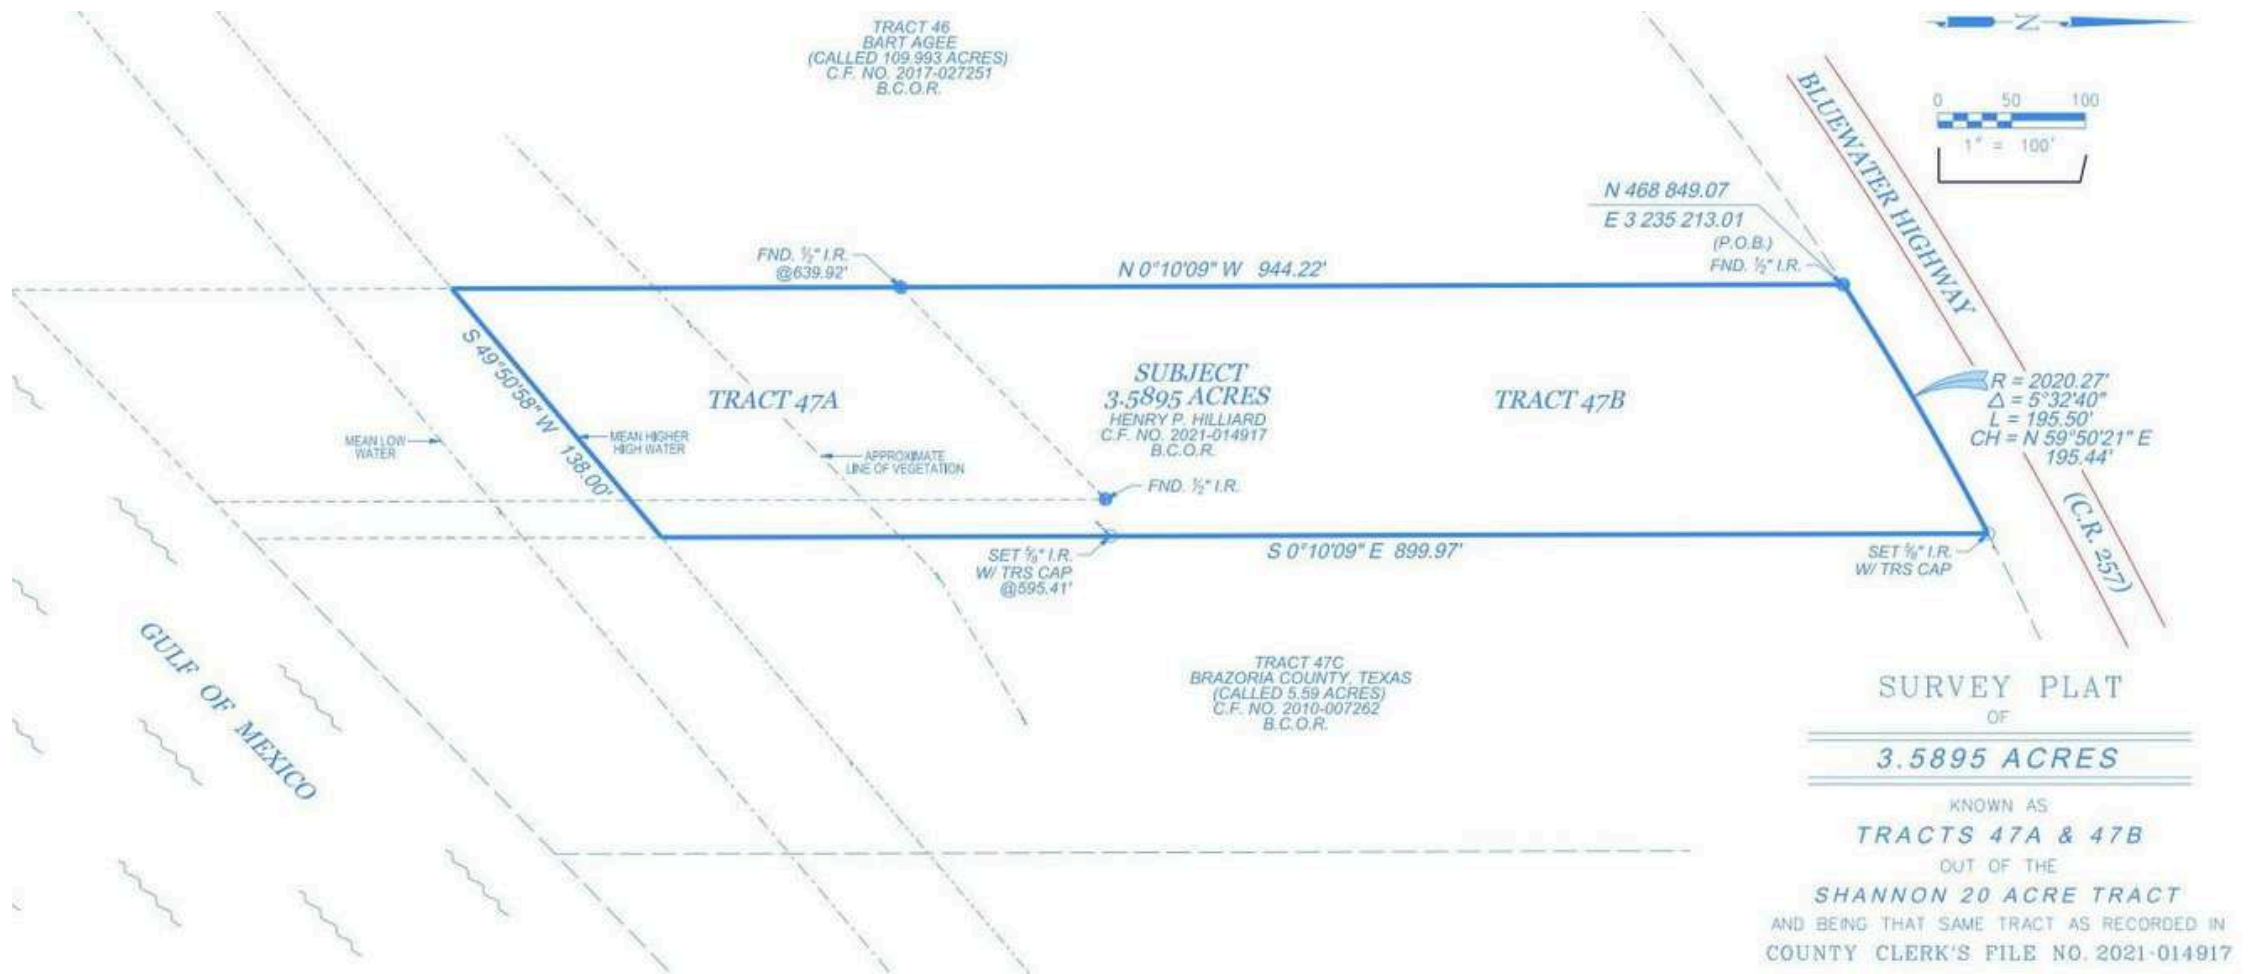 TRACT 46
BART AGEE
(CALLED 109.993 ACRES)
C.F. NO. 2017-027251
B.C.O.R.
N
0 50 100
1" = 100'
BLUEWATER HIGHWAY
(C.R. 257)
N 468 849.07
E 3 235 213.01
(P.O.B.)
FND. ½" I.R.
FND. ½" I.R.
@639.92'
N 0°10'09" W 944.22'
S 49°50'58" W 138.00'
TRACT 47A
SUBJECT
3.5895 ACRES
HENRY P. HILLIARD
C.F. NO. 2021-014917
B.C.O.R.
TRACT 47B
R = 2020.27'
Δ = 5°32'40"
L = 195.50'
CH = N 59°50'21" E
195.44'
MEAN LOW
WATER
MEAN HIGHER
HIGH WATER
APPROXIMATE
LINE OF VEGETATION
FND. ½" I.R.
SET ⅝" I.R.
W/ TRS CAP
@595.41'
S 0°10'09" E 899.97'
SET ⅝" I.R.
W/ TRS CAP
GULF OF MEXICO
TRACT 47C
BRAZORIA COUNTY, TEXAS
(CALLED 5.59 ACRES)
C.F. NO. 2010-007262
B.C.O.R.
SURVEY PLAT
OF
3.5895 ACRES
KNOWN AS
TRACTS 47A & 47B
OUT OF THE
SHANNON 20 ACRE TRACT
AND BEING THAT SAME TRACT AS RECORDED IN
COUNTY CLERK'S FILE NO. 2021-014917